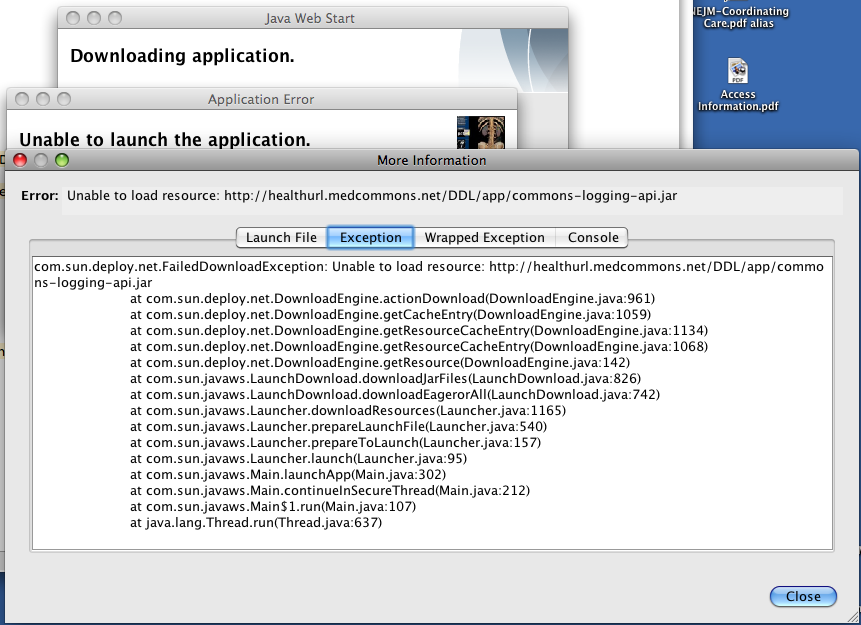 Java Web Start
Downloading application.
Application Error
Unable to launch the application.
More Information
Error: Unable to load resource: http://healthurl.medcommons.net/DDL/app/commons-logging-api.jar
Launch File
Exception
Wrapped Exception
Console
com.sun.deploy.net.FailedDownloadException: Unable to load resource: http://healthurl.medcommons.net/DDL/app/commo
ns-logging-api.jar
at com.sun.deploy.net.DownloadEngine.actionDownload(DownloadEngine.java:961)
at com.sun.deploy.net.DownloadEngine.getCacheEntry(DownloadEngine.java:1059)
at com.sun.deploy.net.DownloadEngine.getResourceCacheEntry(DownloadEngine.java:1134)
at com.sun.deploy.net.DownloadEngine.getResourceCacheEntry(DownloadEngine.java:1068)
at com.sun.deploy.net.DownloadEngine.getResource(DownloadEngine.java:142)
at com.sun.javaws.LaunchDownload.downloadJarFiles(LaunchDownload.java:826)
at com.sun.javaws.LaunchDownload.downloadEagerorAll(LaunchDownload.java:742)
at com.sun.javaws.Launcher.downloadResources(Launcher.java:1165)
at com.sun.javaws.Launcher.prepareLaunchFile(Launcher.java:540)
at com.sun.javaws.Launcher.prepareToLaunch(Launcher.java:157)
at com.sun.javaws.Launcher.launch(Launcher.java:95)
at com.sun.javaws.Main.launchApp(Main.java:302)
at com.sun.javaws.Main.continueInSecureThread(Main.java:212)
at com.sun.javaws.Main$1.run(Main.java:107)
at java.lang.Thread.run(Thread.java:637)
Close
NEJM-Coordinating
Care.pdf alias
PDF
Access
Information.pdf